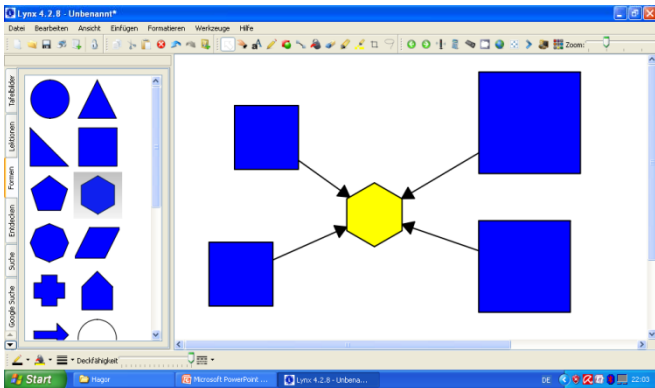 Lynx 4.2.8 - Unbenannt*
Datei Bearbeiten Ansicht Einfügen Formatieren Werkzeuge Hilfe
Zoom:
Tafelbilder
Lektionen
Formen
Entdecken
Suche
Google Suche
Deckfähigkeit
Start Hagor Microsoft PowerPoint ... Lynx 4.2.8 - Unbena... DE 22:03